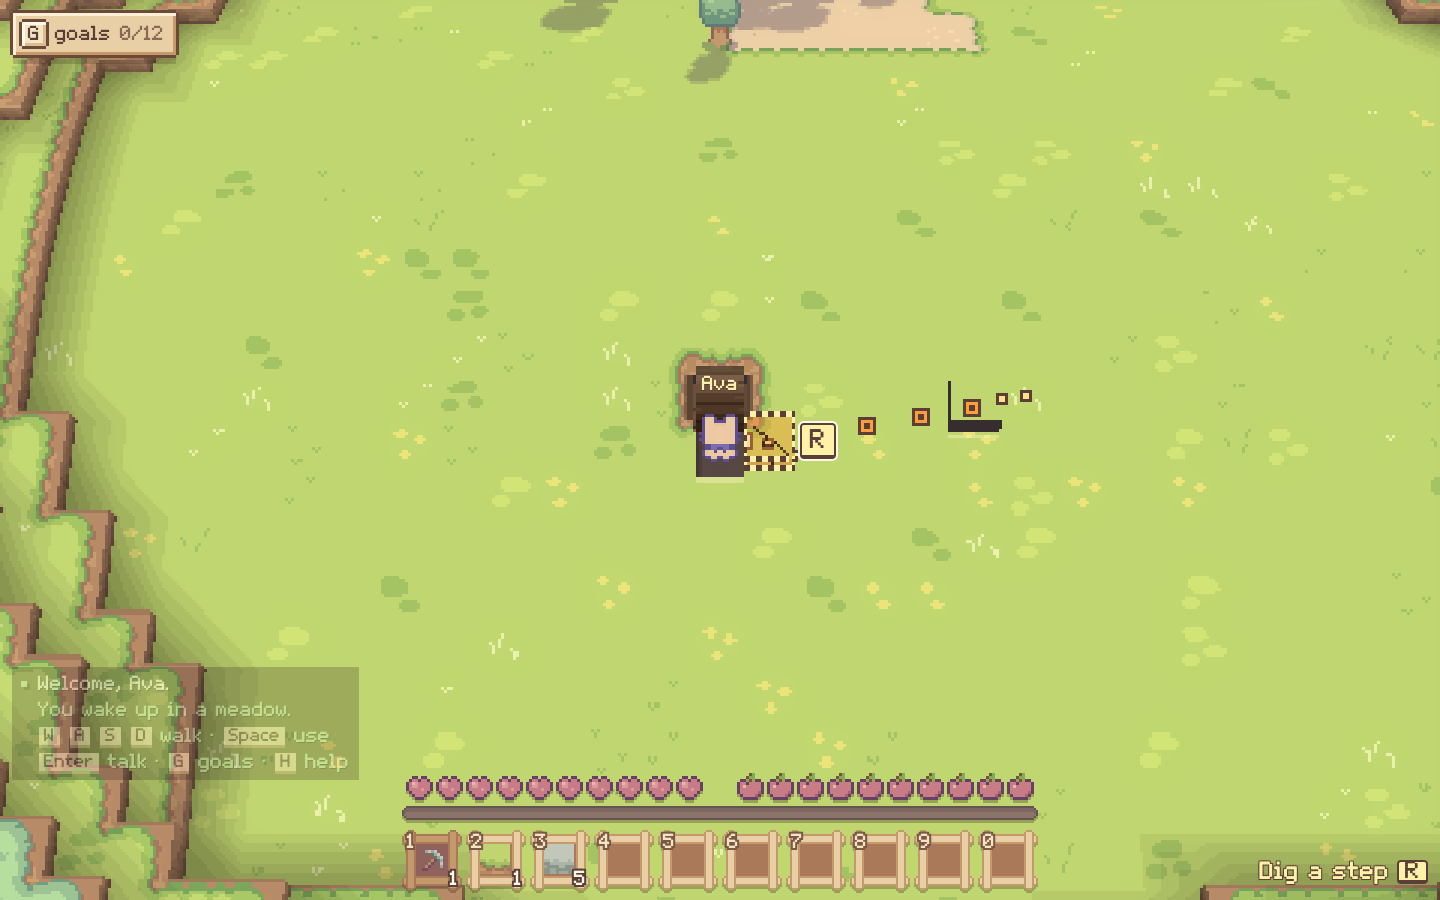 G goals 0/12
Ava
R
Welcome, Ava.
You wake up in a meadow.
W A S D walk · Space use
Enter talk · G goals · H help
1 2 3 4 5 6 7 8 9 0
1 1 5
Dig a step R